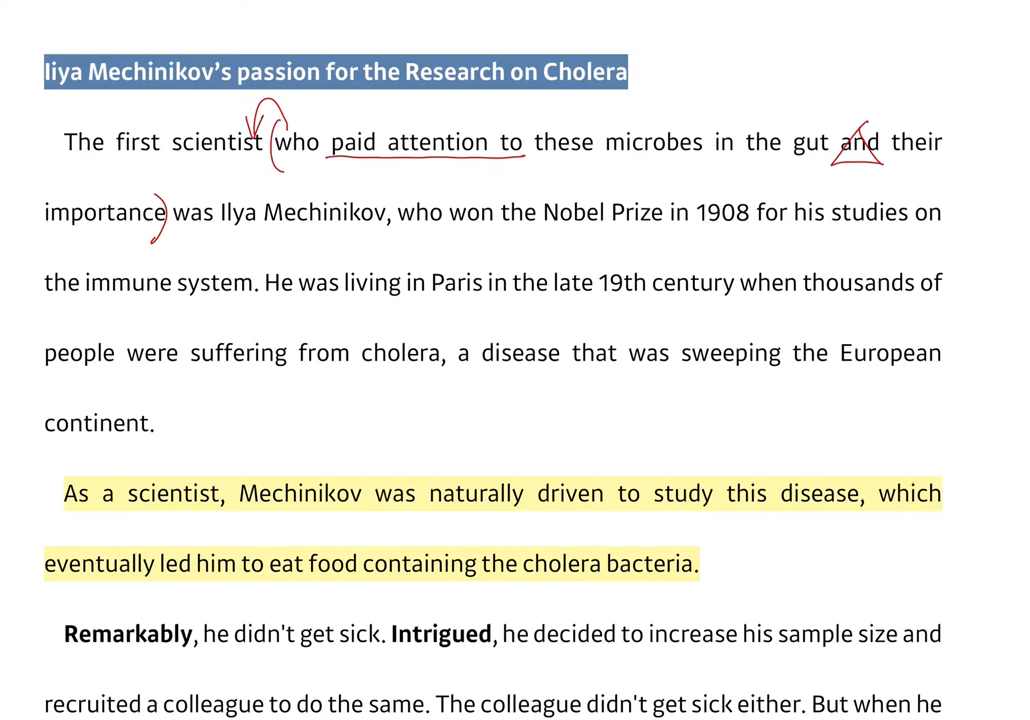 Iiya Mechinikov's passion for the Research on Cholera
The first scientist who paid attention to these microbes in the gut and their
importance was Ilya Mechinikov, who won the Nobel Prize in 1908 for his studies on
the immune system. He was living in Paris in the late 19th century when thousands of
people were suffering from cholera, a disease that was sweeping the European
continent.
As a scientist, Mechinikov was naturally driven to study this disease, which
eventually led him to eat food containing the cholera bacteria.
Remarkably, he didn't get sick. Intrigued, he decided to increase his sample size and
recruited a colleague to do the same. The colleague didn't get sick either. But when he